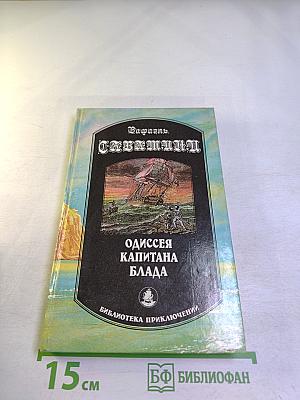 Рафаэль
САБАТИНИ
ОДИССЕЯ
КАПИТАНА
БЛАДА
БИБЛИОТЕКА ПРИКЛЮЧЕНИЙ
15 см
БФ БИБЛИОФАН